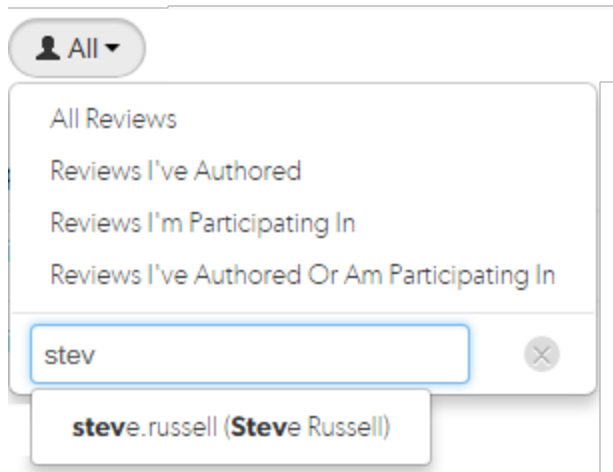 All
All Reviews
Reviews I've Authored
Reviews I'm Participating In
Reviews I've Authored Or Am Participating In
stev
steve.russell (Steve Russell)